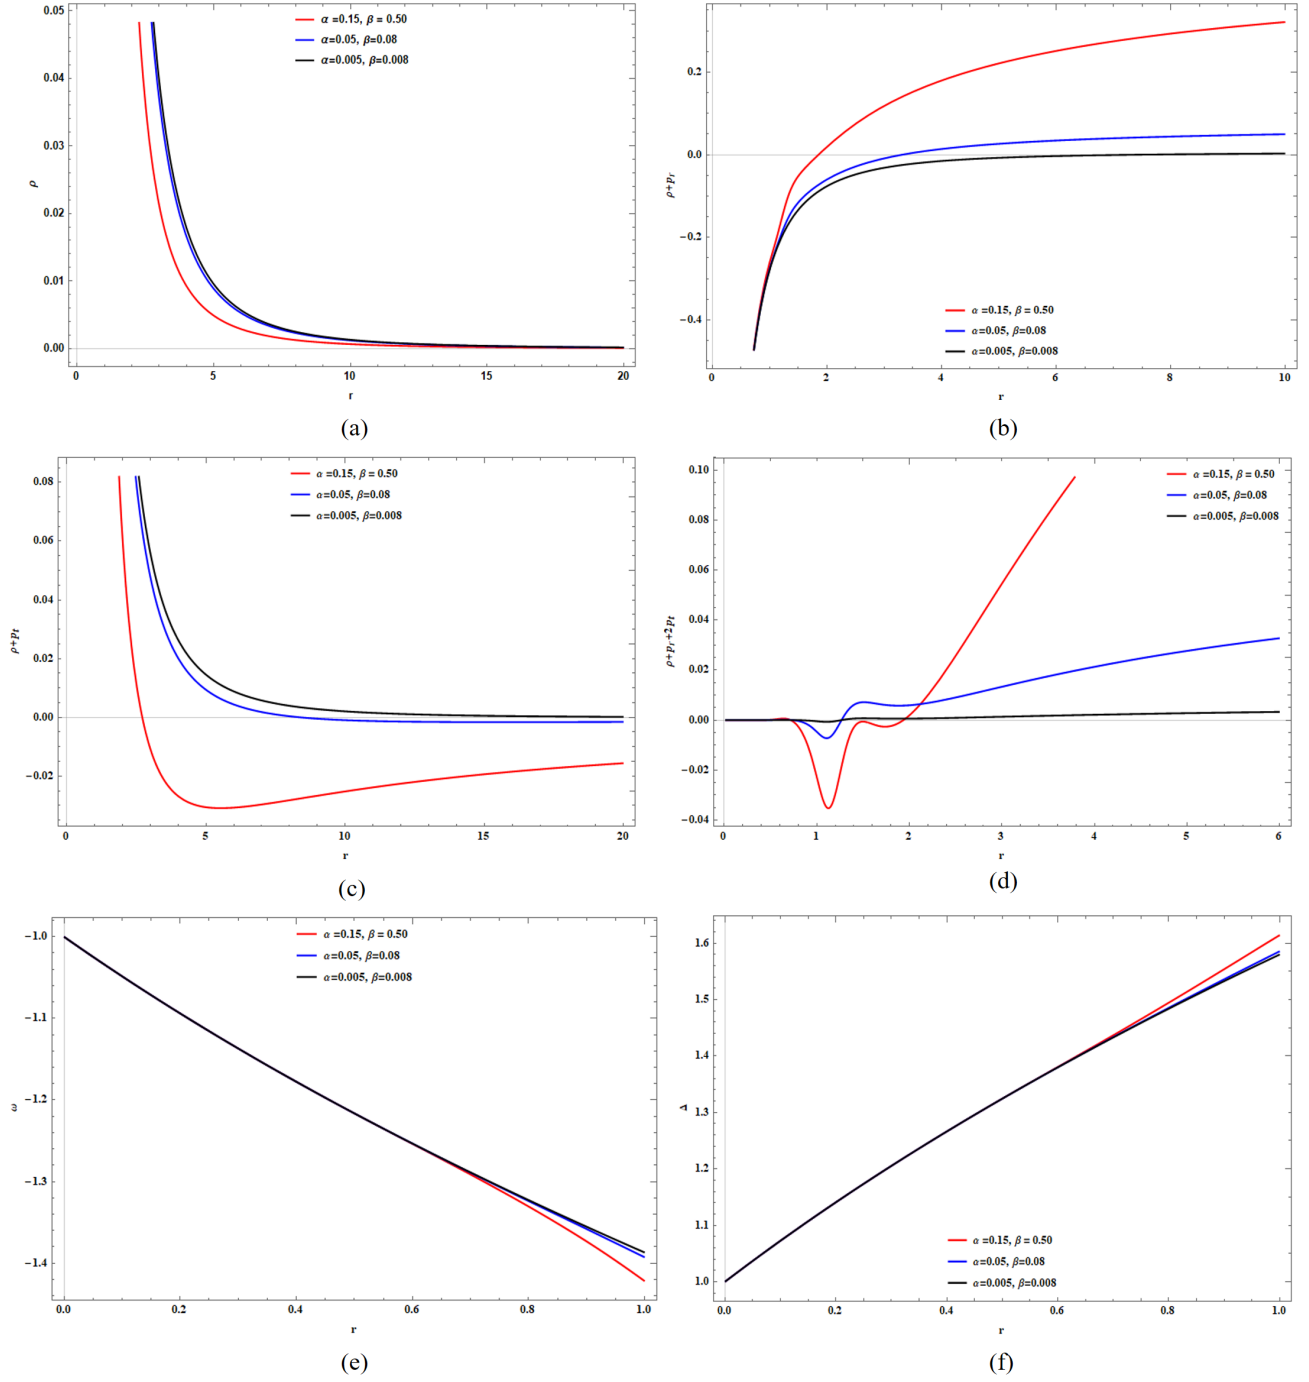 0.05
0.04
0.03
0.02
0.01
0.00
ρ
0
5
10
15
20
r
α =0.15, β = 0.50
α=0.05, β=0.08
α=0.005, β=0.008
(a)
0.2
0.0
−0.2
−0.4
ρ+pr
0
2
4
6
8
10
r
α =0.15, β = 0.50
α=0.05, β=0.08
α=0.005, β=0.008
(b)
0.08
0.06
0.04
0.02
0.00
−0.02
ρ+pt
0
5
10
15
20
r
α =0.15, β = 0.50
α=0.05, β=0.08
α=0.005, β=0.008
(c)
0.10
0.08
0.06
0.04
0.02
0.00
−0.02
−0.04
ρ+pr+2pt
0
1
2
3
4
5
6
r
α =0.15, β = 0.50
α=0.05, β=0.08
α=0.005, β=0.008
(d)
−1.0
−1.1
−1.2
−1.3
−1.4
ω
0.0
0.2
0.4
0.6
0.8
1.0
r
α =0.15, β = 0.50
α=0.05, β=0.08
α=0.005, β=0.008
(e)
1.6
1.5
1.4
1.3
1.2
1.1
1.0
Δ
0.0
0.2
0.4
0.6
0.8
1.0
r
α =0.15, β = 0.50
α=0.05, β=0.08
α=0.005, β=0.008
(f)